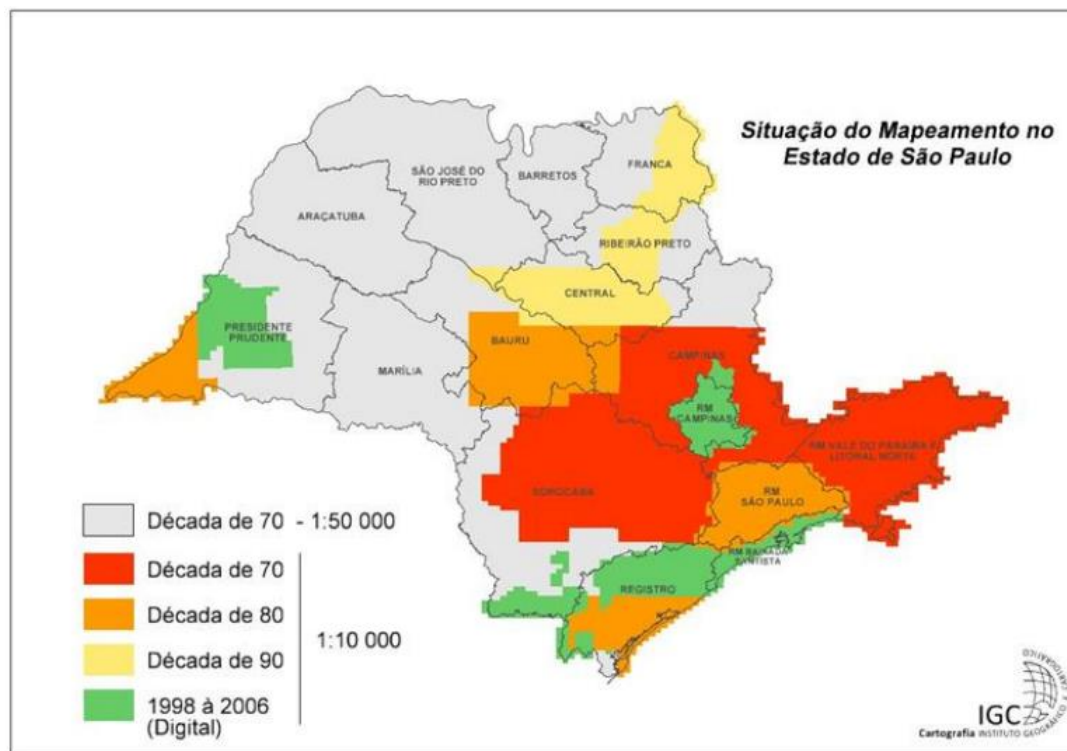 Situação do Mapeamento no
Estado de São Paulo
FRANCA
SÃO JOSÉ DO
RIO PRETO
BARRETOS
ARAÇATUBA
RIBEIRÃO PRETO
CENTRAL
PRESIDENTE
PRUDENTE
BAURU
MARÍLIA
CAMPINAS
RM
CAMPINAS
RM VALE DO PARAÍBA E
LITORAL NORTE
SOROCABA
RM
SÃO PAULO
RM BAIXADA
SANTISTA
REGISTRO
Década de 70 - 1:50 000
Década de 70
Década de 80
1:10 000
Década de 90
1998 à 2006
(Digital)
IGC
Cartografia INSTITUTO GEOGRÁFICO E CARTOGRÁFICO